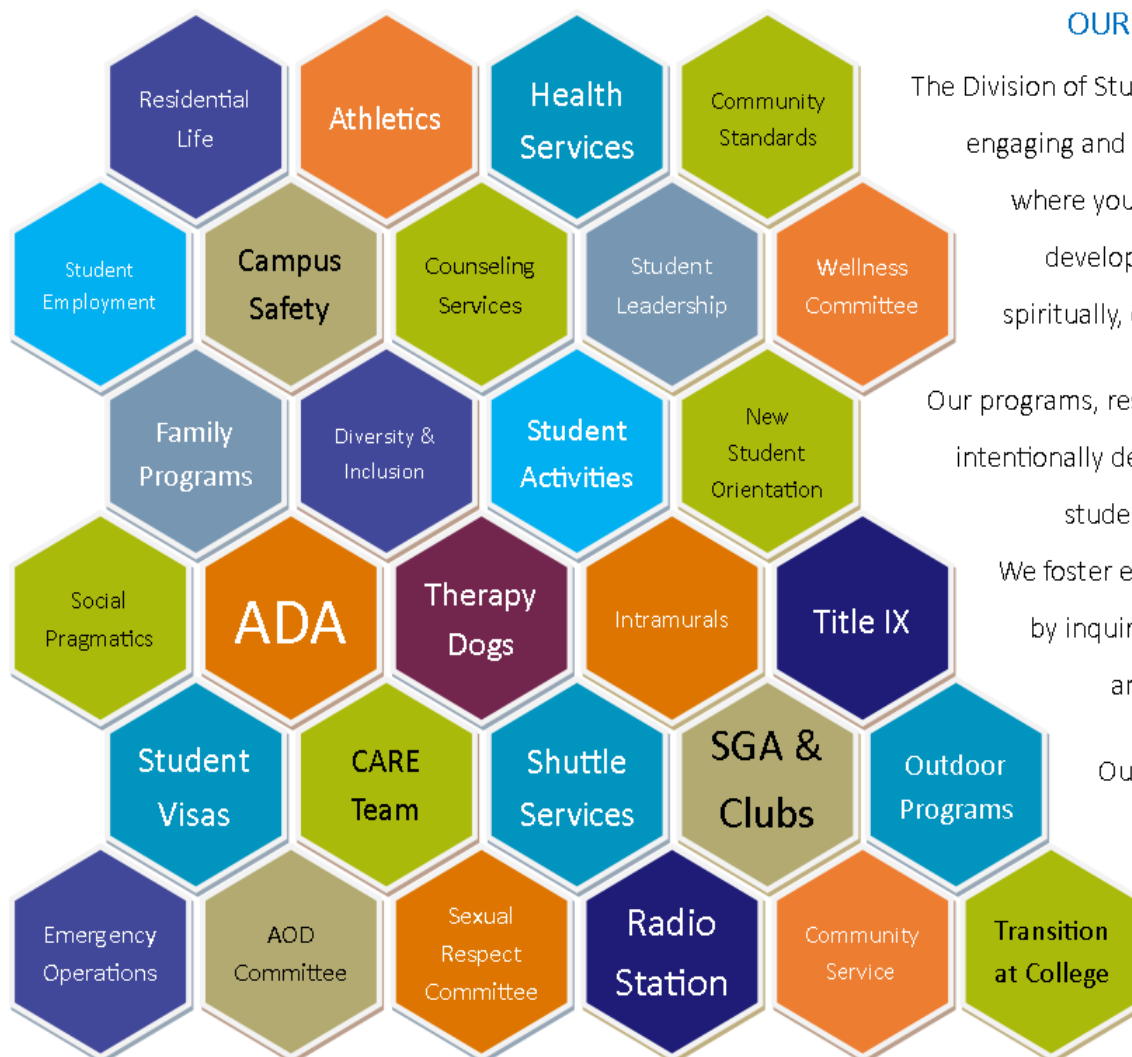 Residential
Life
Athletics
Health
Services
Community
Standards
Student
Employment
Campus
Safety
Counseling
Services
Student
Leadership
Wellness
Committee
Family
Programs
Diversity &
Inclusion
Student
Activities
New
Student
Orientation
Social
Pragmatics
ADA
Therapy
Dogs
Intramurals
Title IX
Student
Visas
CARE
Team
Shuttle
Services
SGA &
Clubs
Outdoor
Programs
Emergency
Operations
AOD
Committee
Sexual
Respect
Committee
Radio
Station
Community
Service
Transition
at College
OUR
The Division of Stu
engaging and
where you
develop
spiritually,
Our programs, res
intentionally de
stude
We foster e
by inquir
ar
Ou